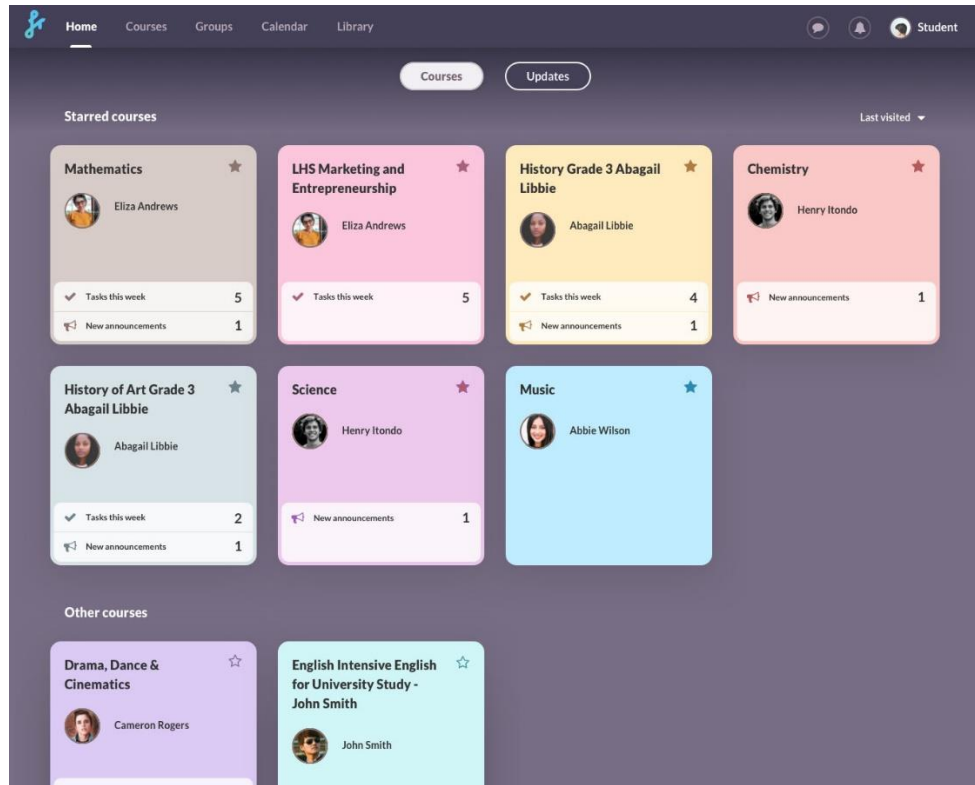 Home Courses Groups Calendar Library Student
Courses Updates
Starred courses Last visited
Mathematics
Eliza Andrews
Tasks this week 5
New announcements 1
LHS Marketing and
Entrepreneurship
Eliza Andrews
Tasks this week 5
History Grade 3 Abagail
Libbie
Abagail Libbie
Tasks this week 4
New announcements 1
Chemistry
Henry Itondo
New announcements 1
History of Art Grade 3
Abagail Libbie
Abagail Libbie
Tasks this week 2
New announcements 1
Science
Henry Itondo
New announcements 1
Music
Abbie Wilson
Other courses
Drama, Dance &
Cinematics
Cameron Rogers
English Intensive English
for University Study -
John Smith
John Smith